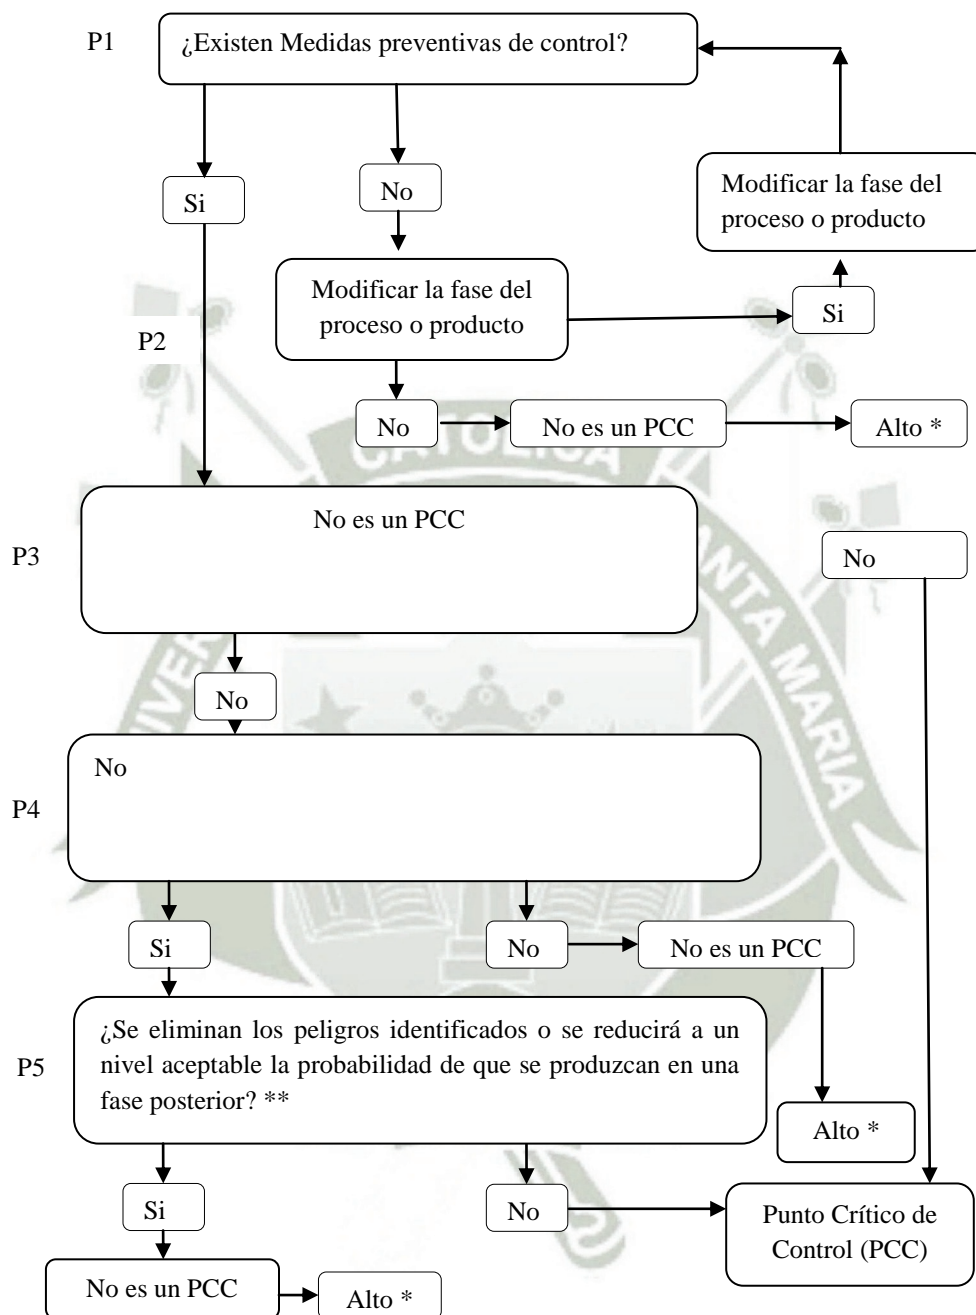 P1
¿Existen Medidas preventivas de control?
Si
No
Modificar la fase del
proceso o producto
Modificar la fase del
proceso o producto
Si
P2
No
No es un PCC
Alto *
No es un PCC
P3
No
No
No
P4
Si
No
No es un PCC
¿Se eliminan los peligros identificados o se reducirá a un
nivel aceptable la probabilidad de que se produzcan en una
fase posterior? **
P5
Alto *
Si
No
Punto Crítico de
Control (PCC)
No es un PCC
Alto *
CATOLICA
SANTA MARIA